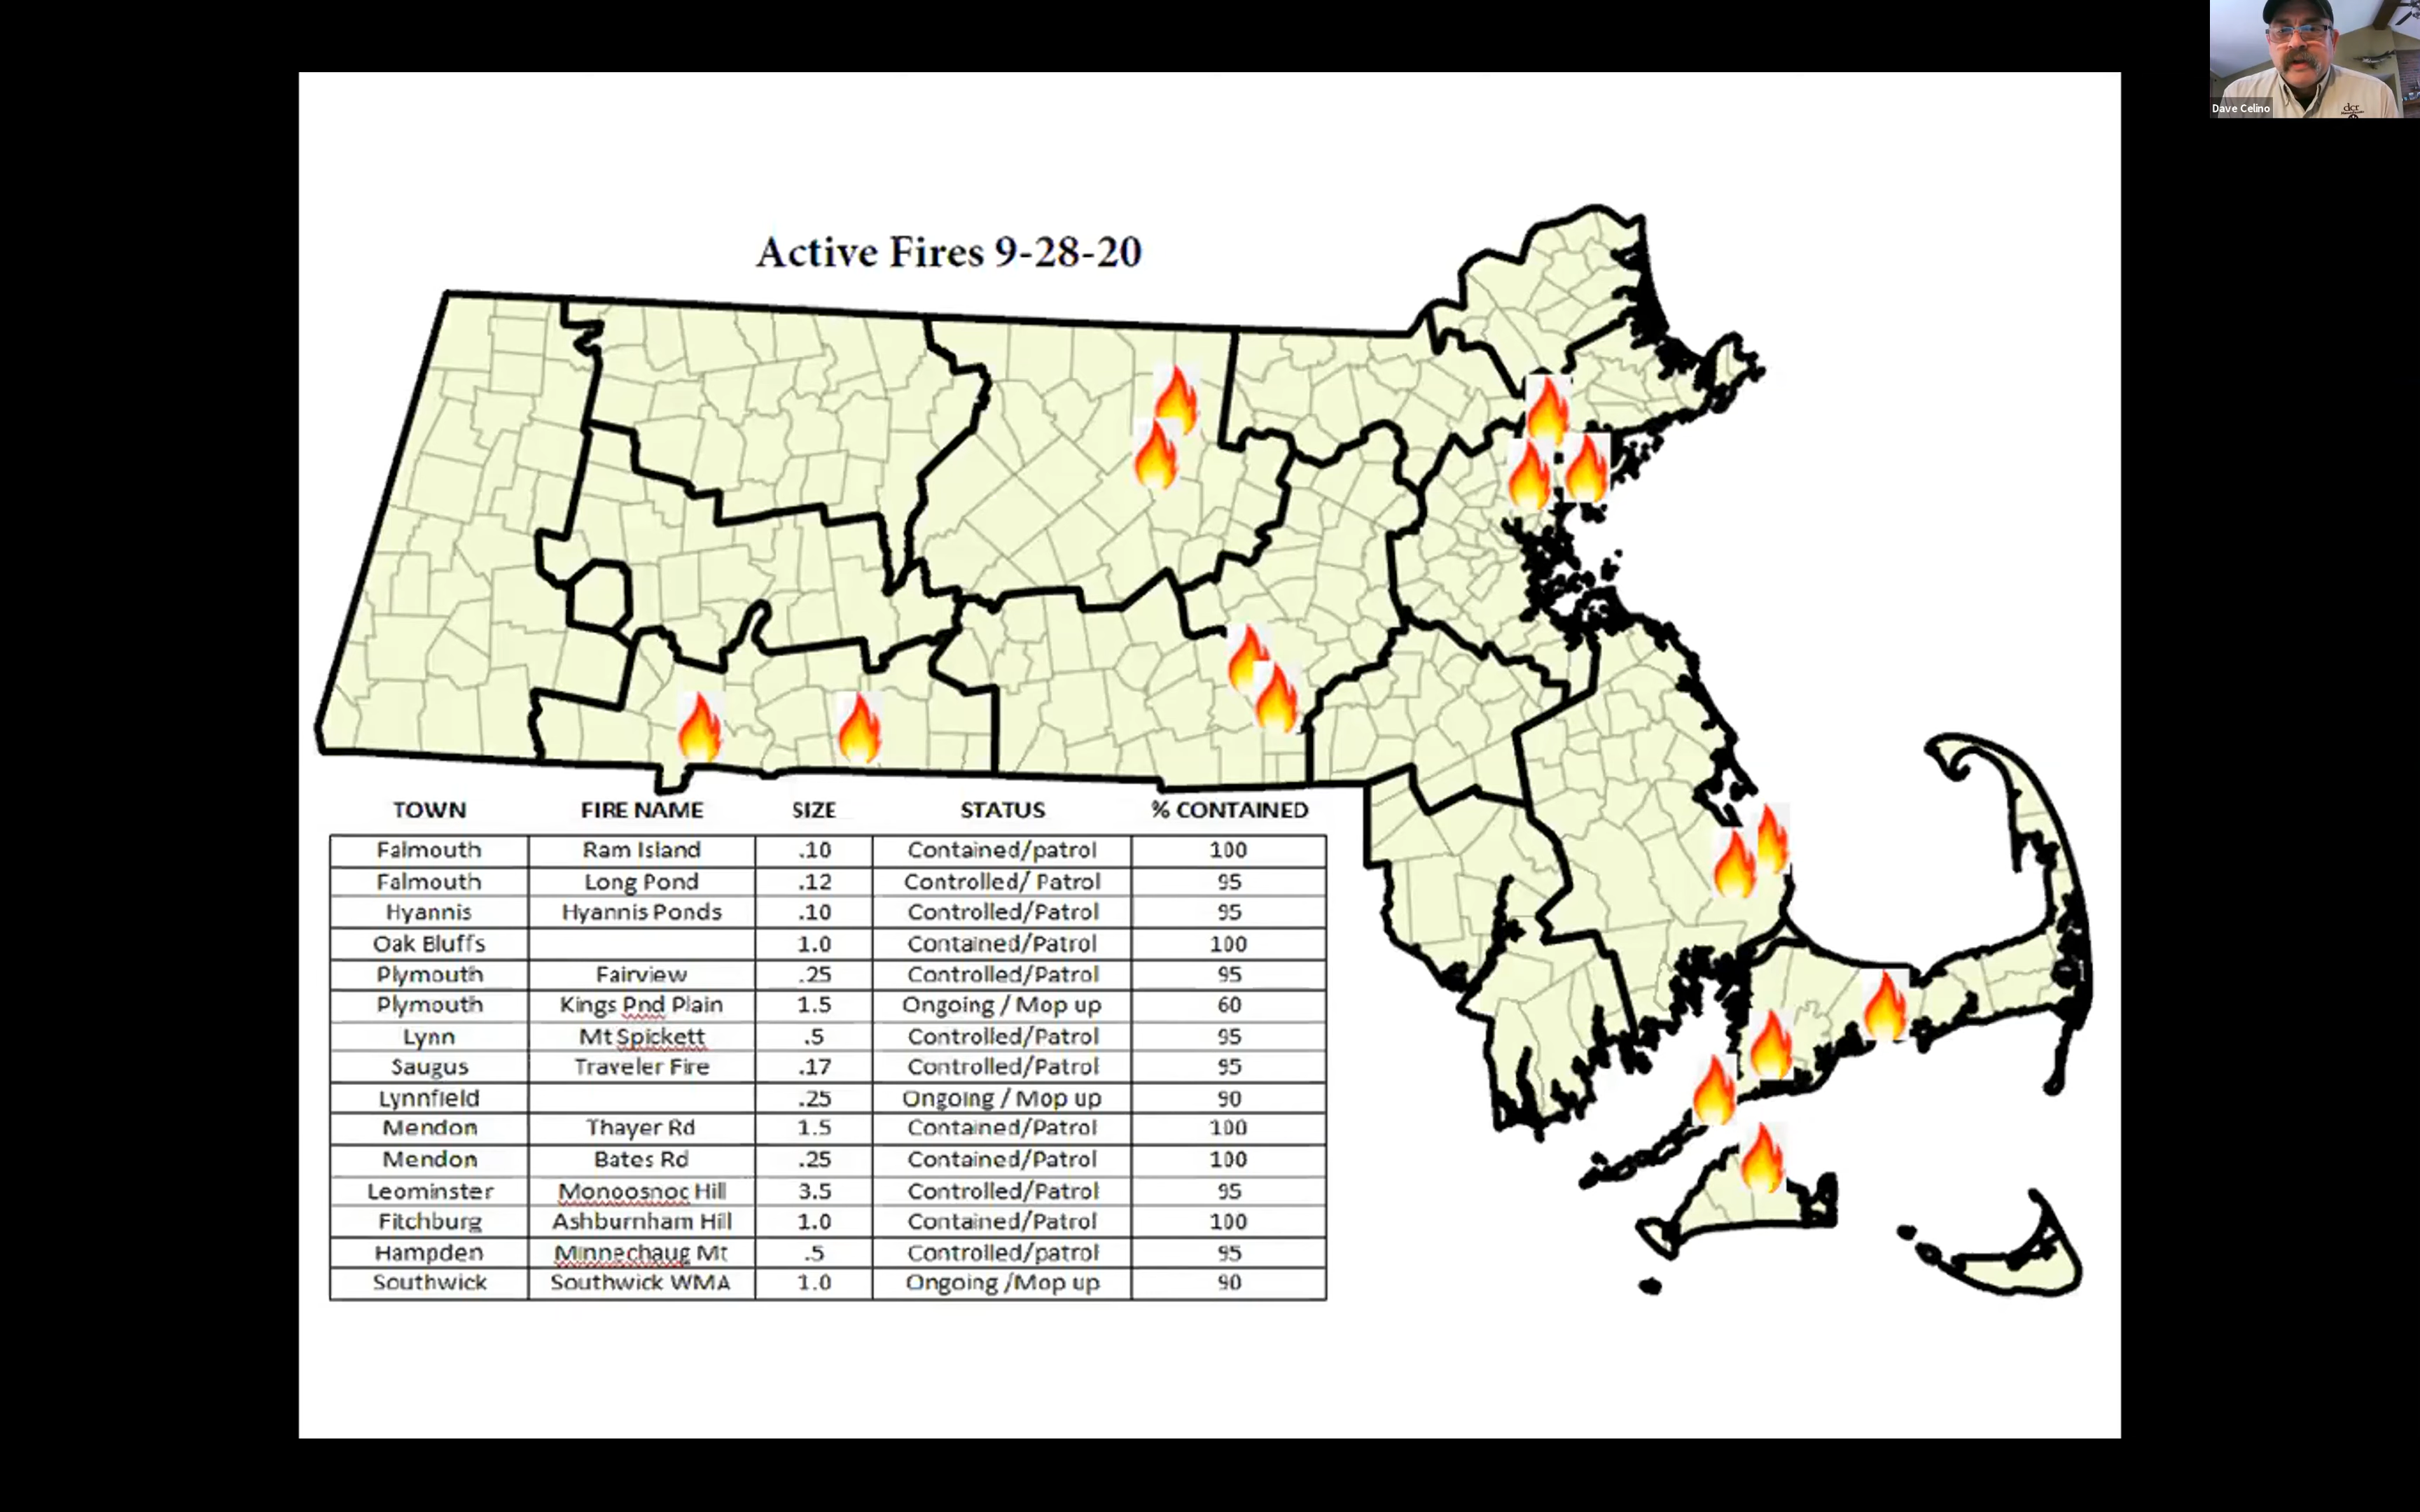 Dave Celino
dcr
Active Fires 9-28-20
TOWN FIRE NAME SIZE STATUS % CONTAINED
Falmouth Ram Island .10 Contained/patrol 100
Falmouth Long Pond .12 Controlled/ Patrol 95
Hyannis Hyannis Ponds .10 Controlled/Patrol 95
Oak Bluffs 1.0 Contained/Patrol 100
Plymouth Fairview .25 Controlled/Patrol 95
Plymouth Kings Pnd Plain 1.5 Ongoing / Mop up 60
Lynn Mt Spickett .5 Controlled/Patrol 95
Saugus Traveler Fire .17 Controlled/Patrol 95
Lynnfield .25 Ongoing / Mop up 90
Mendon Thayer Rd 1.5 Contained/Patrol 100
Mendon Bates Rd .25 Contained/Patrol 100
Leominster Monoosnoc Hill 3.5 Controlled/Patrol 95
Fitchburg Ashburnham Hill 1.0 Contained/Patrol 100
Hampden Minnechaug Mt .5 Controlled/patrol 95
Southwick Southwick WMA 1.0 Ongoing /Mop up 90